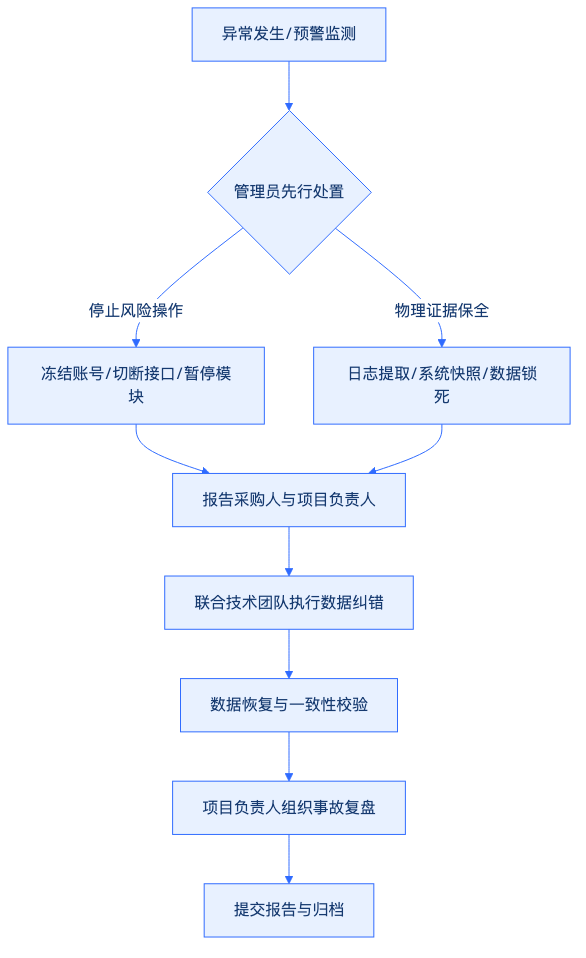 异常发生/预警监测
管理员先行处置
停止风险操作
物理证据保全
冻结账号/切断接口/暂停模
块
日志提取/系统快照/数据锁
死
报告采购人与项目负责人
联合技术团队执行数据纠错
数据恢复与一致性校验
项目负责人组织事故复盘
提交报告与归档